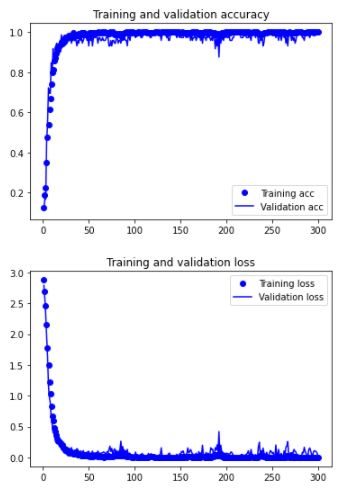 Training and validation accuracy
1.0
0.8
0.6
0.4
0.2
Training acc
Validation acc
0 50 100 150 200 250 300
Training and validation loss
3.0
2.5
2.0
1.5
1.0
0.5
0.0
Training loss
Validation loss
0 50 100 150 200 250 300